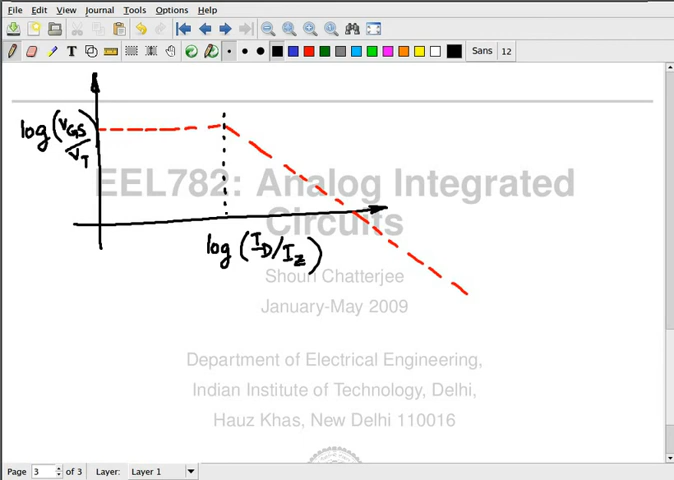 File Edit View Journal Tools Options Help
Sans 12
log(VGS/VT)
EEL782: Analog Integrated
Circuits
log(ID/IZ)
Shouri Chatterjee
January-May 2009
Department of Electrical Engineering,
Indian Institute of Technology, Delhi,
Hauz Khas, New Delhi 110016
Page 3 of 3 Layer: Layer 1